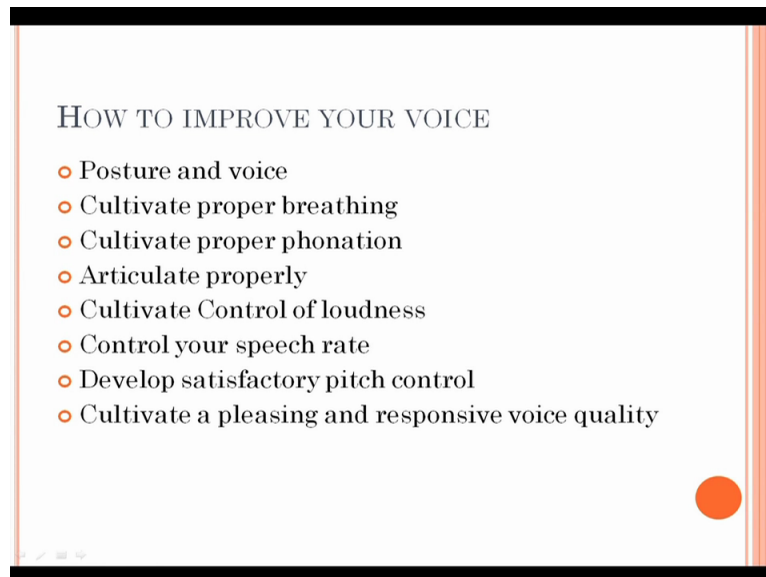 How to improve your voice
Posture and voice
Cultivate proper breathing
Cultivate proper phonation
Articulate properly
Cultivate Control of loudness
Control your speech rate
Develop satisfactory pitch control
Cultivate a pleasing and responsive voice quality